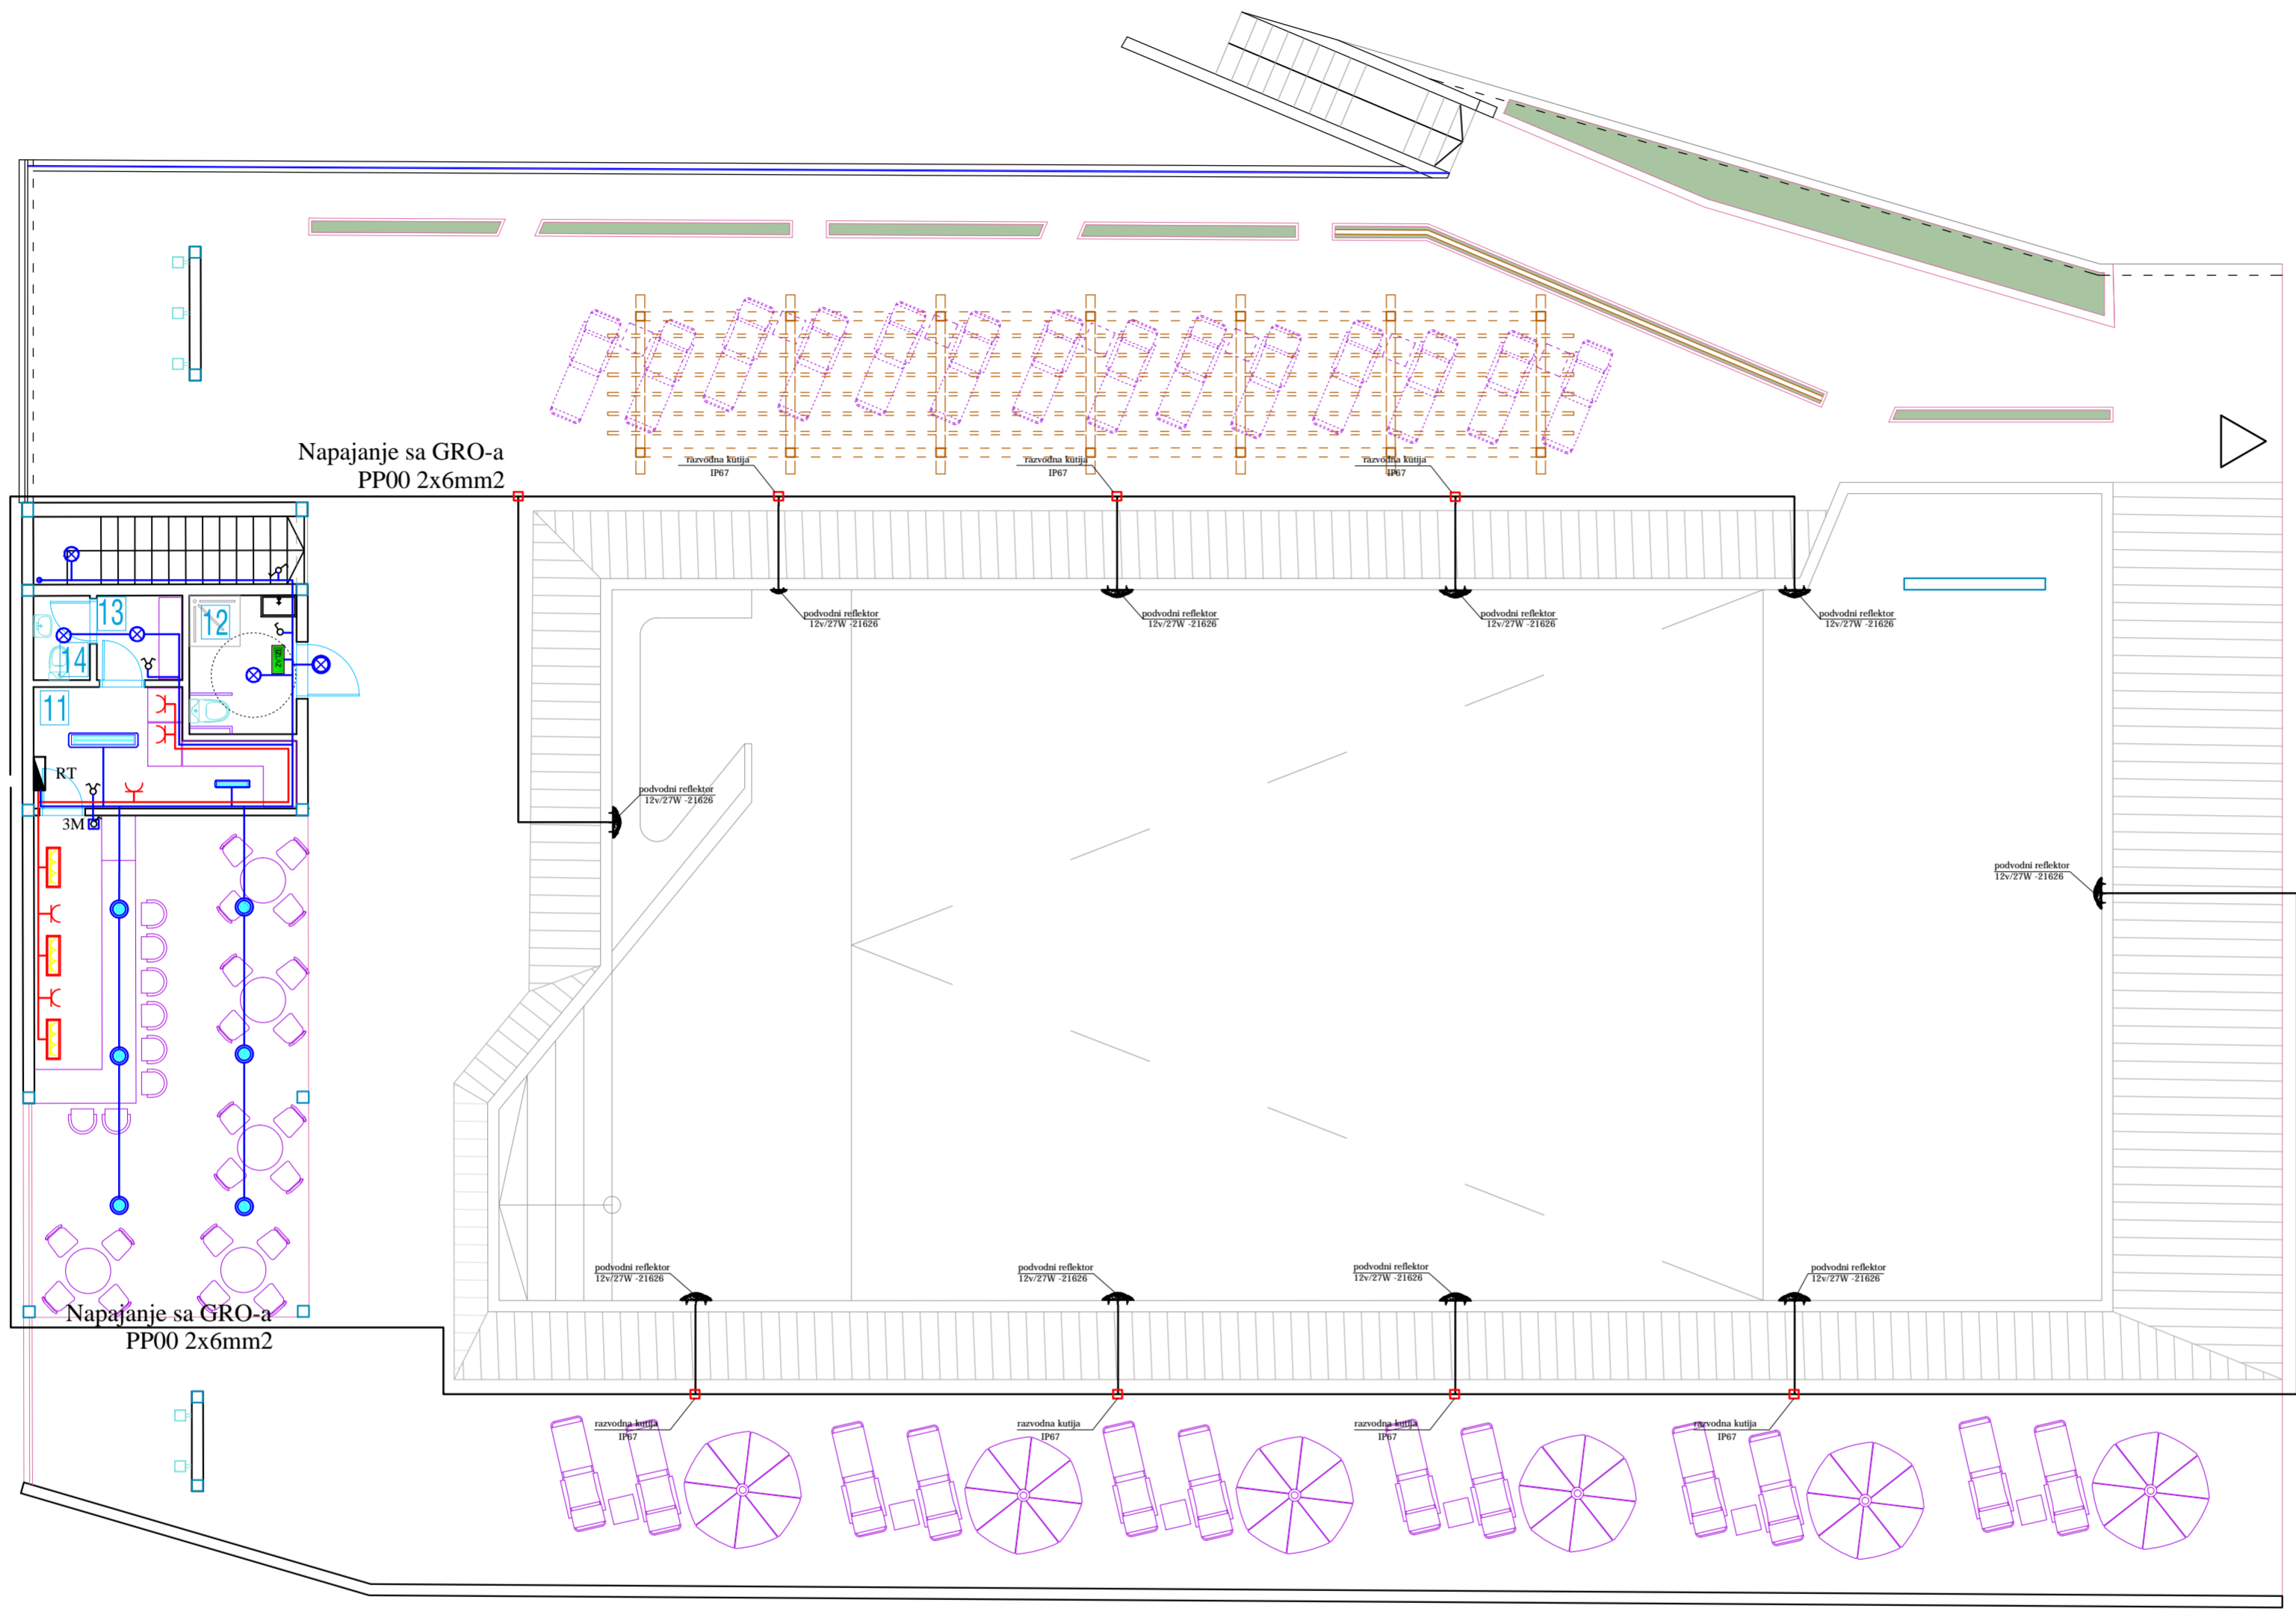 Napajanje sa GRO-a
PP00 2x6mm2
razvodna kutija
IP67
razvodna kutija
IP67
razvodna kutija
IP67
podvodni reflektor
12v/27W -21626
podvodni reflektor
12v/27W -21626
podvodni reflektor
12v/27W -21626
podvodni reflektor
12v/27W -21626
13
12
14
11
RT
3M
podvodni reflektor
12v/27W -21626
podvodni reflektor
12v/27W -21626
podvodni reflektor
12v/27W -21626
podvodni reflektor
12v/27W -21626
podvodni reflektor
12v/27W -21626
podvodni reflektor
12v/27W -21626
Napajanje sa GRO-a
PP00 2x6mm2
razvodna kutija
IP67
razvodna kutija
IP67
razvodna kutija
IP67
razvodna kutija
IP67